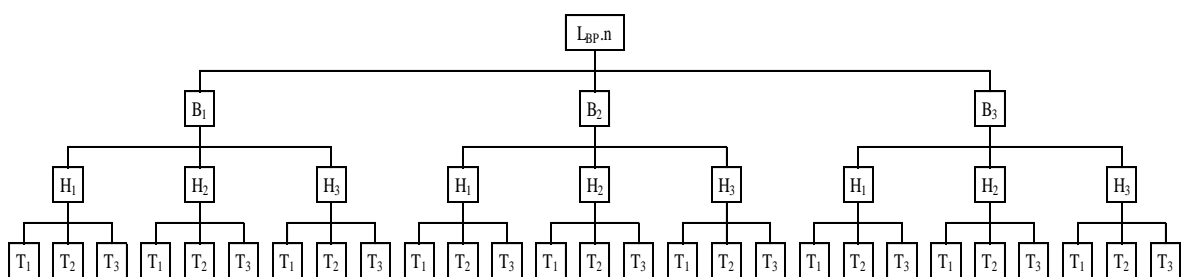 L_BP.n
B₁ B₂ B₃
H₁ H₂ H₃ H₁ H₂ H₃ H₁ H₂ H₃
T₁ T₂ T₃ T₁ T₂ T₃ T₁ T₂ T₃ T₁ T₂ T₃ T₁ T₂ T₃ T₁ T₂ T₃ T₁ T₂ T₃ T₁ T₂ T₃ T₁ T₂ T₃